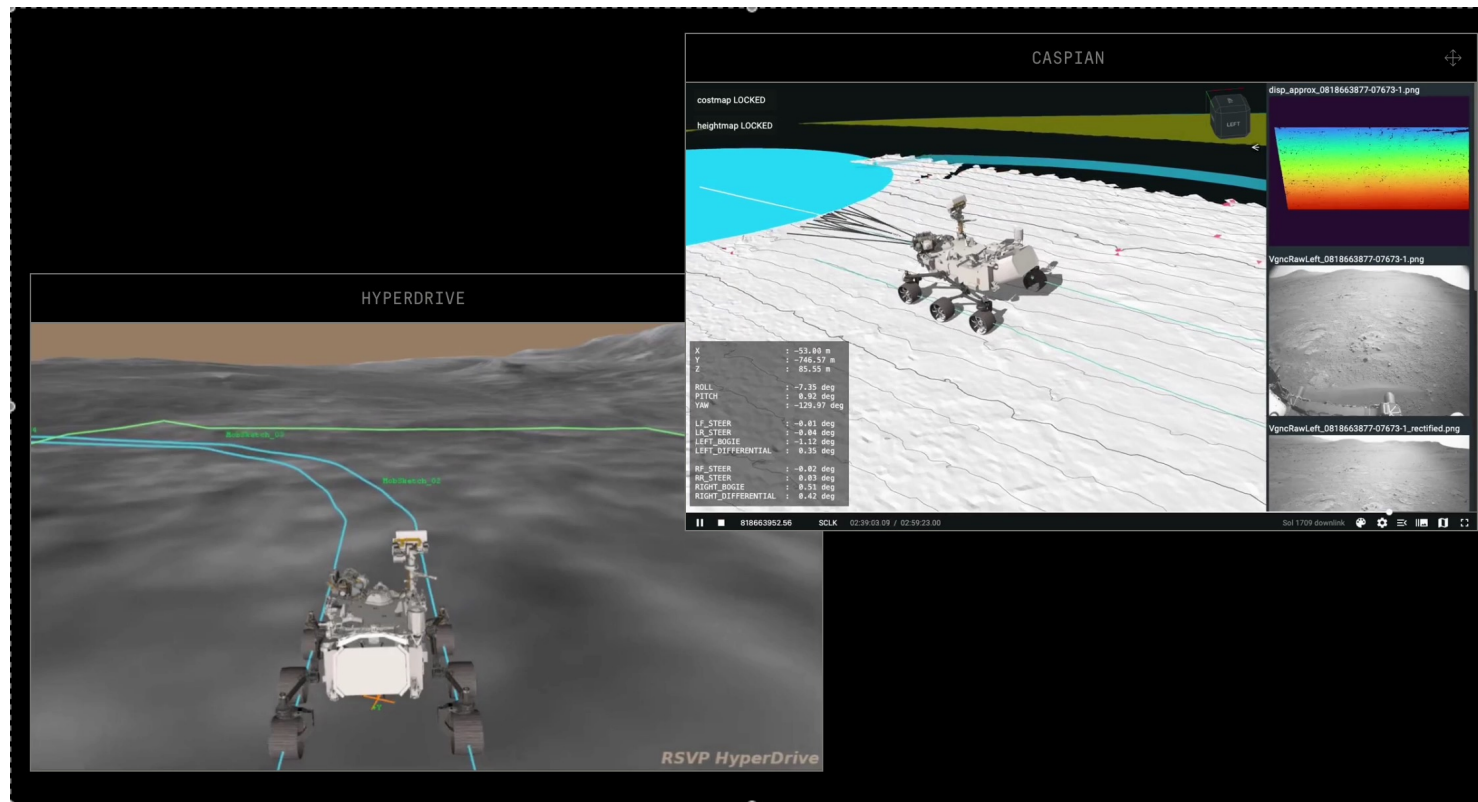 CASPIAN
costmap LOCKED
heightmap LOCKED
LEFT
disp_approx_0818663877-07673-1.png
VgncRawLeft_0818663877-07673-1.png
VgncRawLeft_0818663877-07673-1_rectified.png
X : -53.00 m
Y : -746.57 m
Z : 85.55 m
ROLL : -7.35 deg
PITCH : 0.92 deg
YAW : -129.97 deg
LF_STEER : -0.01 deg
LR_STEER : -0.04 deg
LEFT_BOGIE : -1.12 deg
LEFT_DIFFERENTIAL : 0.35 deg
RF_STEER : -0.02 deg
RR_STEER : 0.03 deg
RIGHT_BOGIE : 0.51 deg
RIGHT_DIFFERENTIAL : 0.42 deg
818663952.56 SCLK 02:39:03.09 / 02:59:23.00
Sol 1709 downlink
HYPERDRIVE
Y
RSVP HyperDrive